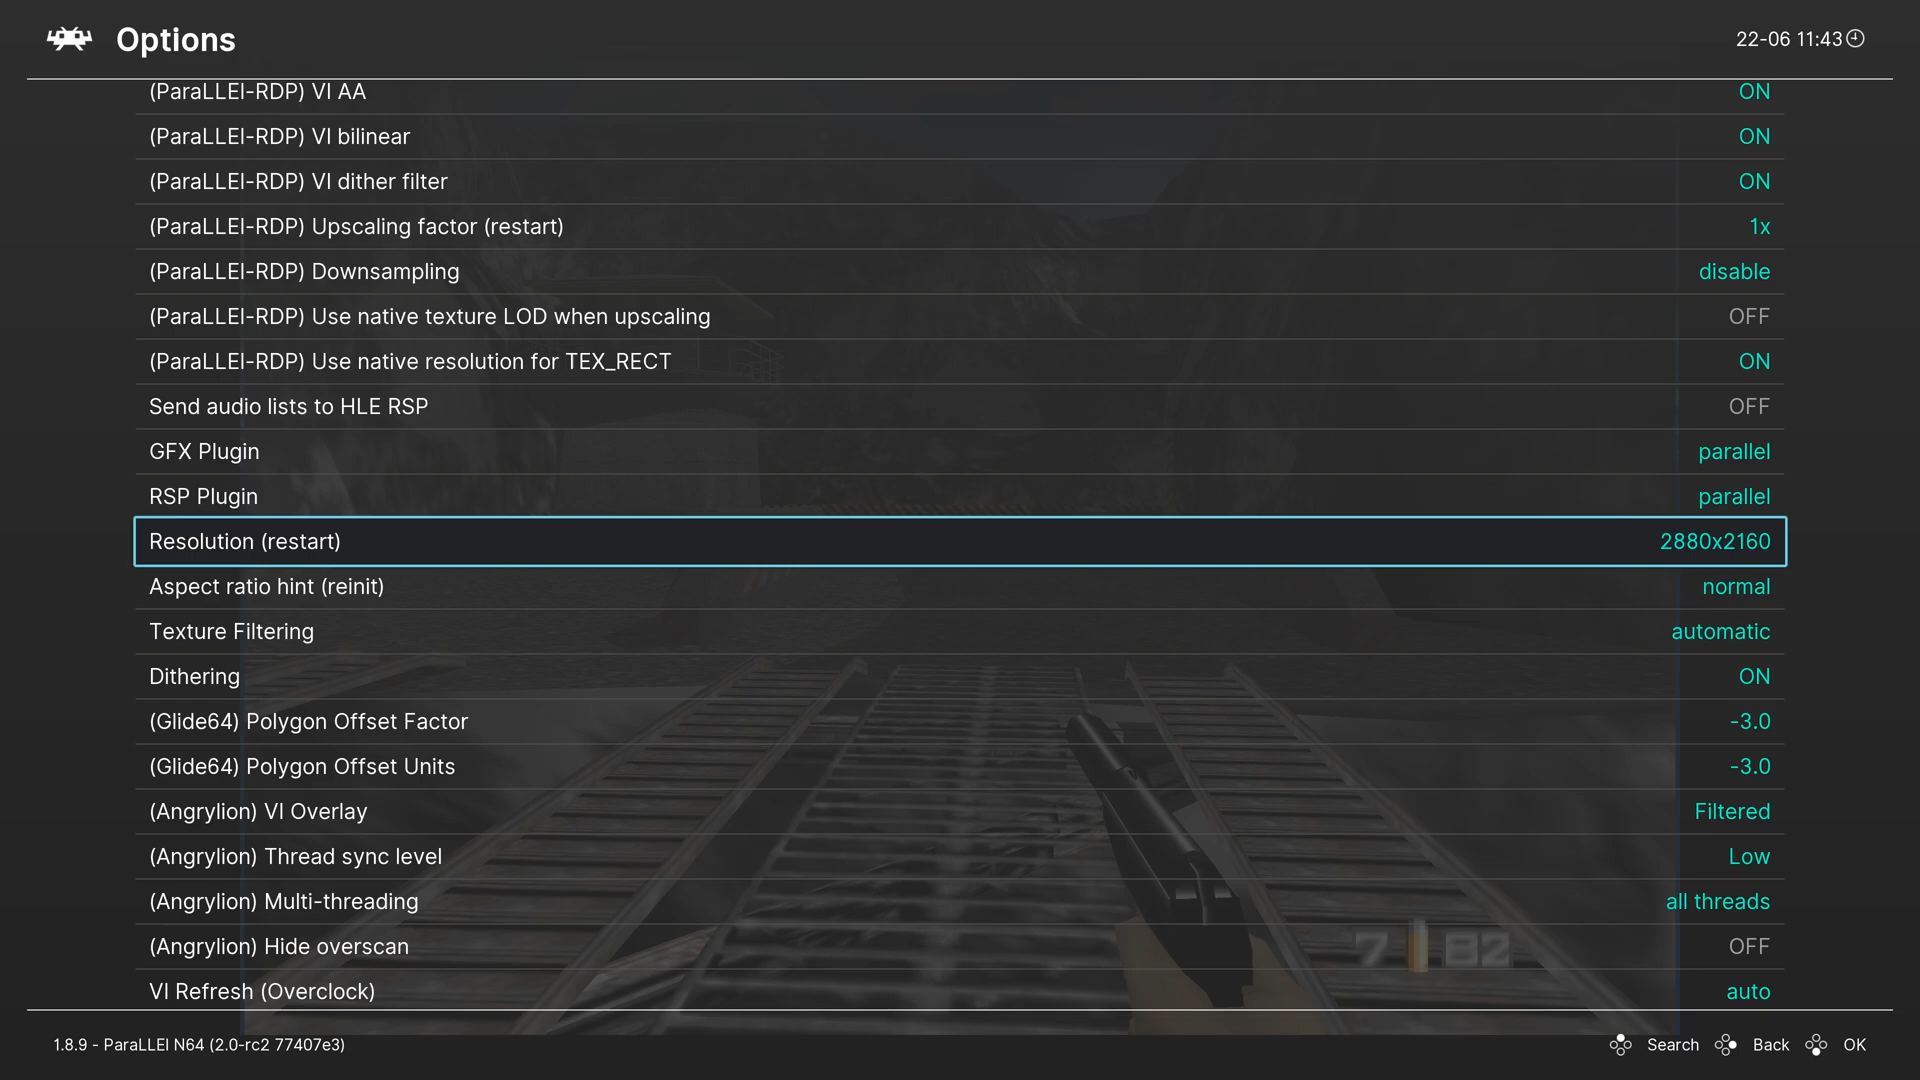 Options
22-06 11:43
(ParaLLEl-RDP) VI AA ON
(ParaLLEl-RDP) VI bilinear ON
(ParaLLEl-RDP) VI dither filter ON
(ParaLLEl-RDP) Upscaling factor (restart) 1x
(ParaLLEl-RDP) Downsampling disable
(ParaLLEl-RDP) Use native texture LOD when upscaling OFF
(ParaLLEl-RDP) Use native resolution for TEX_RECT ON
Send audio lists to HLE RSP OFF
GFX Plugin parallel
RSP Plugin parallel
Resolution (restart) 2880x2160
Aspect ratio hint (reinit) normal
Texture Filtering automatic
Dithering ON
(Glide64) Polygon Offset Factor -3.0
(Glide64) Polygon Offset Units -3.0
(Angrylion) VI Overlay Filtered
(Angrylion) Thread sync level Low
(Angrylion) Multi-threading all threads
(Angrylion) Hide overscan OFF
7 82
VI Refresh (Overclock) auto
1.8.9 - ParaLLEl N64 (2.0-rc2 77407e3)
Search Back OK